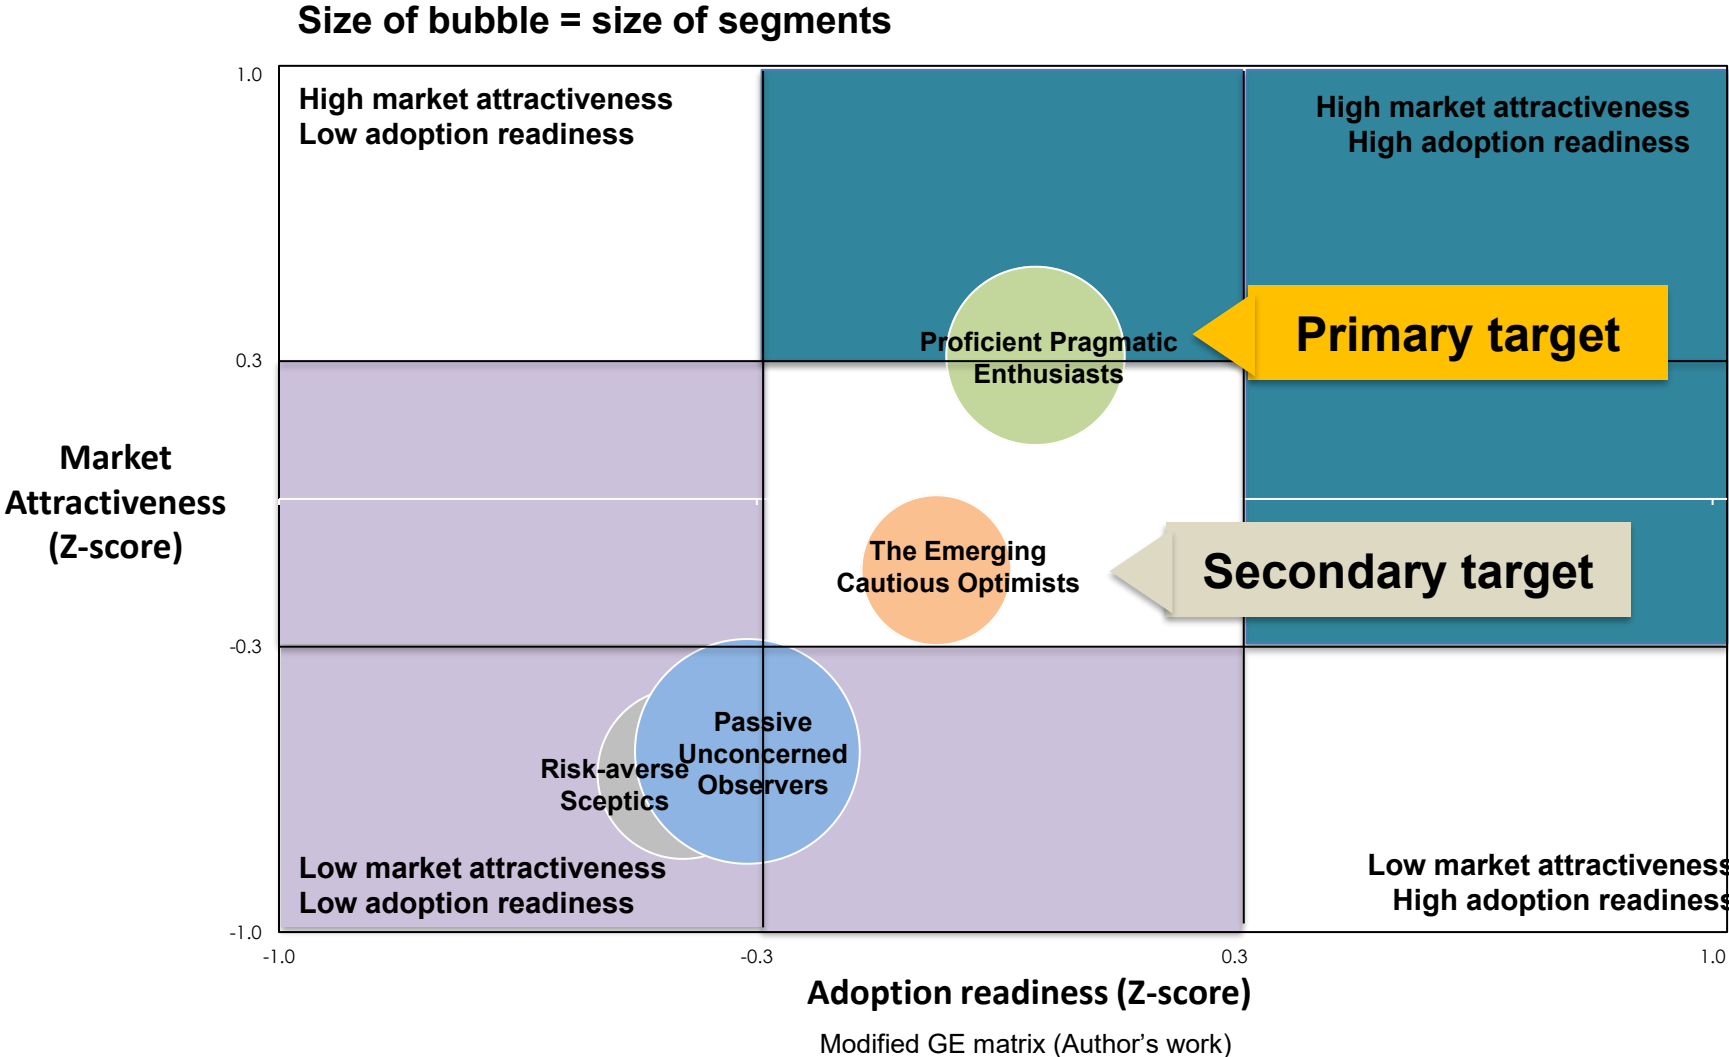 Size of bubble = size of segments
1.0
High market attractiveness
Low adoption readiness
High market attractiveness
High adoption readiness
Proficient Pragmatic
Enthusiasts
Primary target
0.3
Market
Attractiveness
(Z-score)
The Emerging
Cautious Optimists
Secondary target
-0.3
Passive
Unconcerned
Observers
Risk-averse
Sceptics
Low market attractiveness
Low adoption readiness
Low market attractiveness
High adoption readiness
-1.0
-1.0
-0.3
0.3
1.0
Adoption readiness (Z-score)
Modified GE matrix (Author's work)